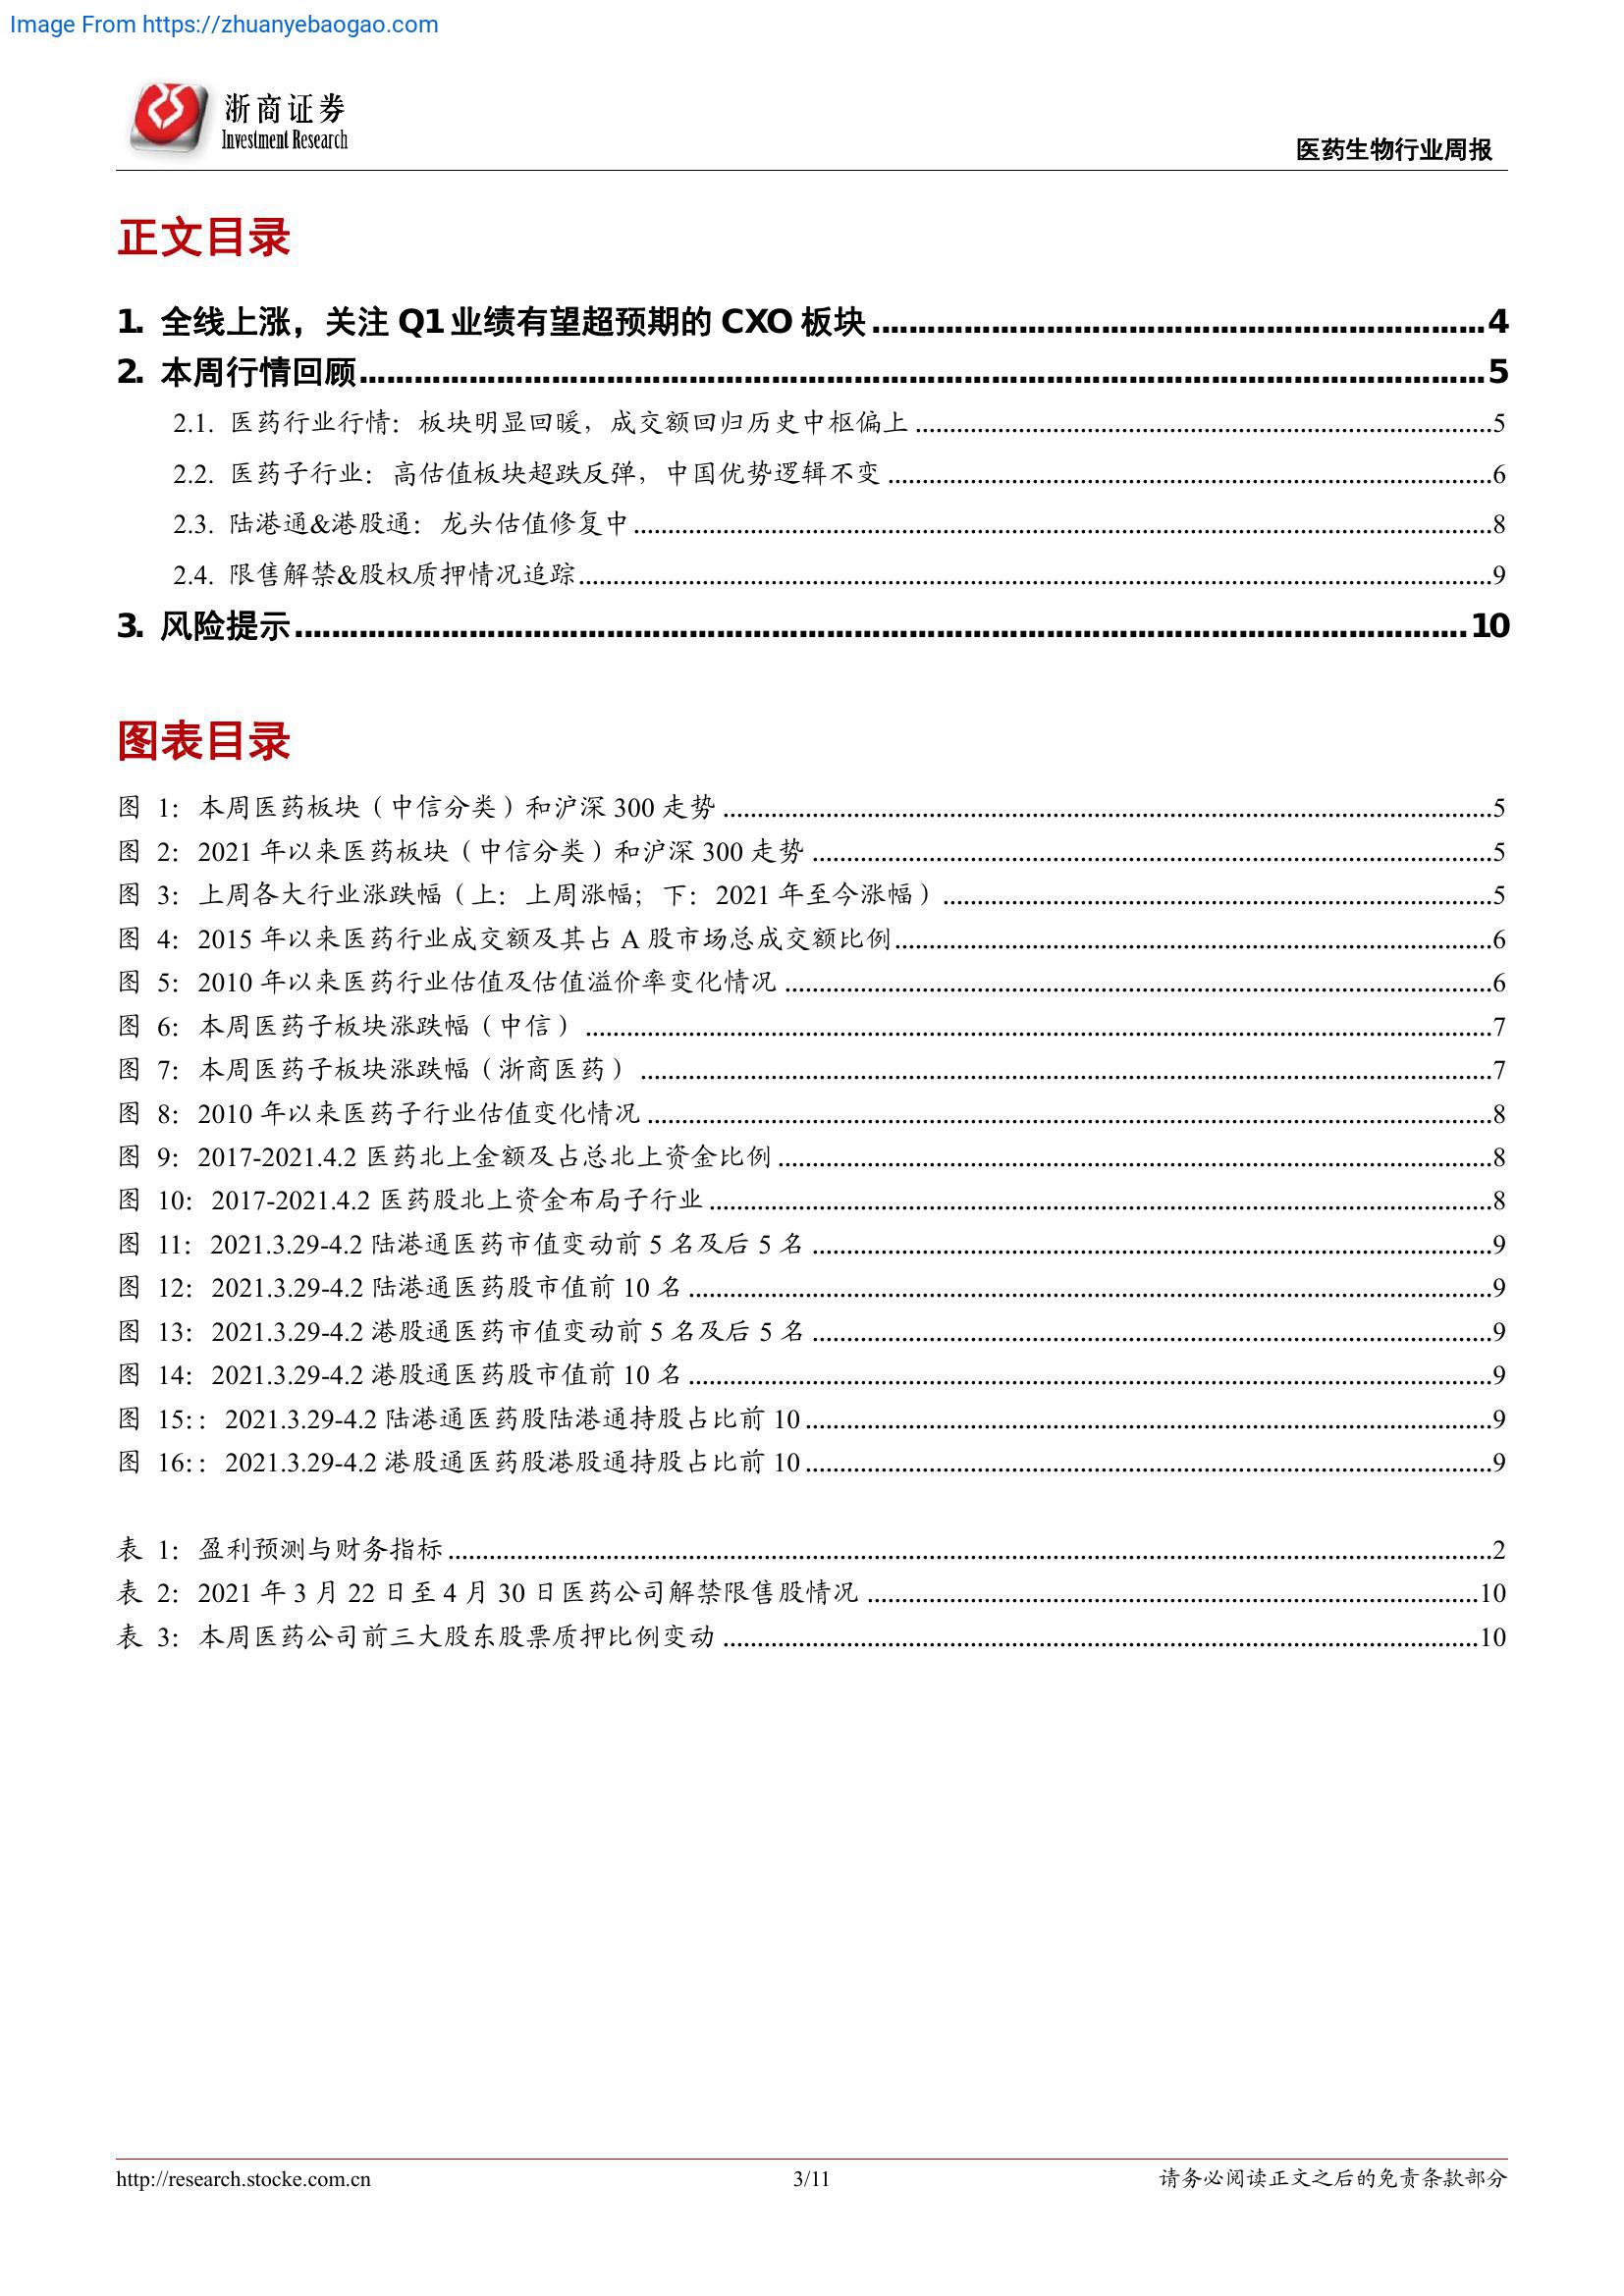 Image From https://zhuanyebaogao.com
浙商证券
Investment Research
医药生物行业周报
正文目录
1. 全线上涨，关注 Q1 业绩有望超预期的 CXO 板块 ........ 4
2. 本周行情回顾 ........ 5
2.1. 医药行业行情：板块明显回暖，成交额回归历史中枢偏上 ........ 5
2.2. 医药子行业：高估值板块超跌反弹，中国优势逻辑不变 ........ 6
2.3. 陆港通&港股通：龙头估值修复中 ........ 8
2.4. 限售解禁&股权质押情况追踪 ........ 9
3. 风险提示 ........ 10
图表目录
图 1：本周医药板块（中信分类）和沪深 300 走势 ........ 5
图 2：2021 年以来医药板块（中信分类）和沪深 300 走势 ........ 5
图 3：上周各大行业涨跌幅（上：上周涨幅；下：2021 年至今涨幅） ........ 5
图 4：2015 年以来医药行业成交额及其占 A 股市场总成交额比例 ........ 6
图 5：2010 年以来医药行业估值及估值溢价率变化情况 ........ 6
图 6：本周医药子板块涨跌幅（中信） ........ 7
图 7：本周医药子板块涨跌幅（浙商医药） ........ 7
图 8：2010 年以来医药子行业估值变化情况 ........ 8
图 9：2017-2021.4.2 医药北上金额及占总北上资金比例 ........ 8
图 10：2017-2021.4.2 医药股北上资金布局子行业 ........ 8
图 11：2021.3.29-4.2 陆港通医药市值变动前 5 名及后 5 名 ........ 9
图 12：2021.3.29-4.2 陆港通医药股市值前 10 名 ........ 9
图 13：2021.3.29-4.2 港股通医药市值变动前 5 名及后 5 名 ........ 9
图 14：2021.3.29-4.2 港股通医药股市值前 10 名 ........ 9
图 15:：2021.3.29-4.2 陆港通医药股陆港通持股占比前 10 ........ 9
图 16:：2021.3.29-4.2 港股通医药股港股通持股占比前 10 ........ 9
表 1：盈利预测与财务指标 ........ 2
表 2：2021 年 3 月 22 日至 4 月 30 日医药公司解禁限售股情况 ........ 10
表 3：本周医药公司前三大股东股票质押比例变动 ........ 10
http://research.stocke.com.cn
3/11
请务必阅读正文之后的免责条款部分